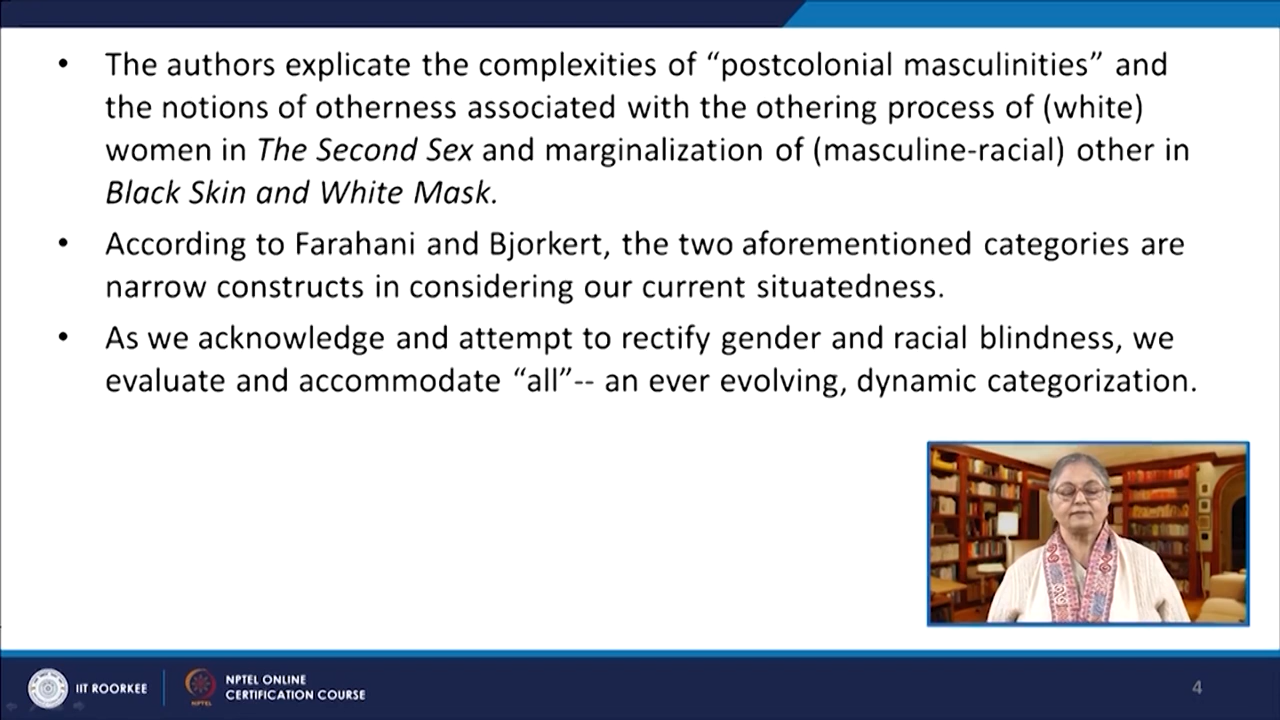 • The authors explicate the complexities of “postcolonial masculinities” and
the notions of otherness associated with the othering process of (white)
women in The Second Sex and marginalization of (masculine-racial) other in
Black Skin and White Mask.
• According to Farahani and Bjorkert, the two aforementioned categories are
narrow constructs in considering our current situatedness.
• As we acknowledge and attempt to rectify gender and racial blindness, we
evaluate and accommodate “all”-- an ever evolving, dynamic categorization.
IIT ROORKEE
NPTEL
NPTEL ONLINE
CERTIFICATION COURSE
4